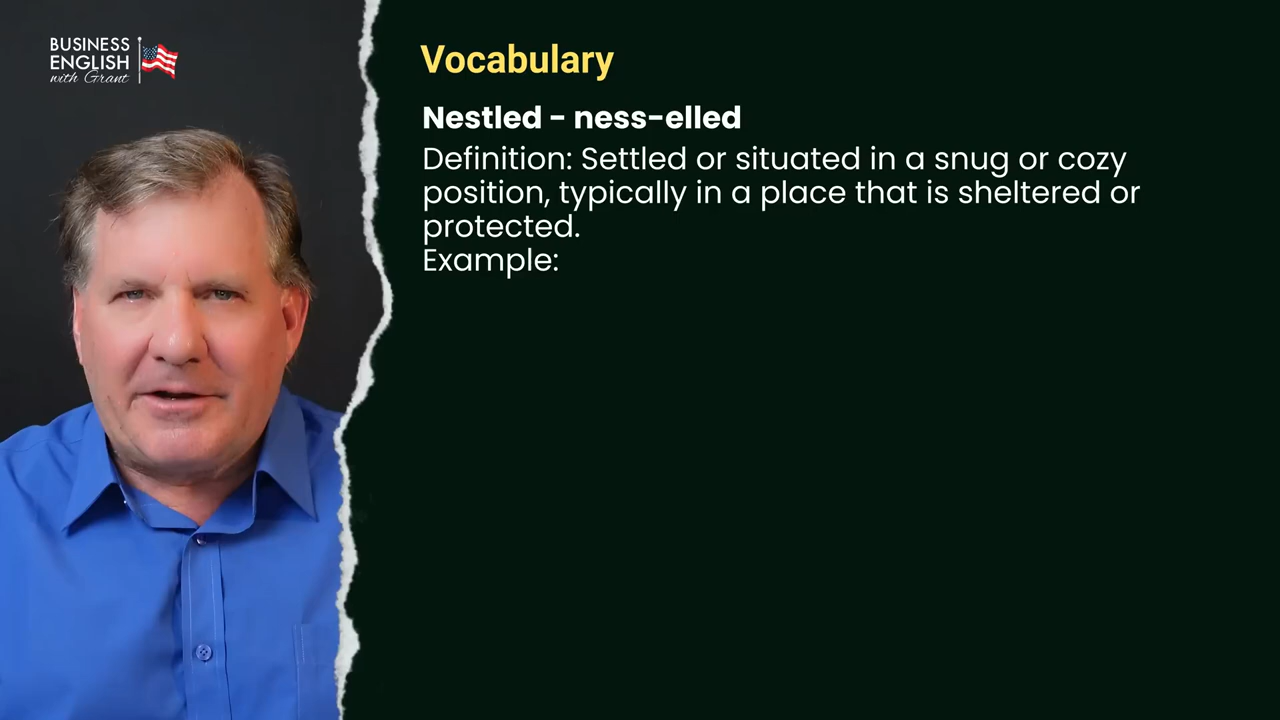 BUSINESS
ENGLISH
with Grant
Vocabulary
Nestled - ness-elled
Definition: Settled or situated in a snug or cozy
position, typically in a place that is sheltered or
protected.
Example: